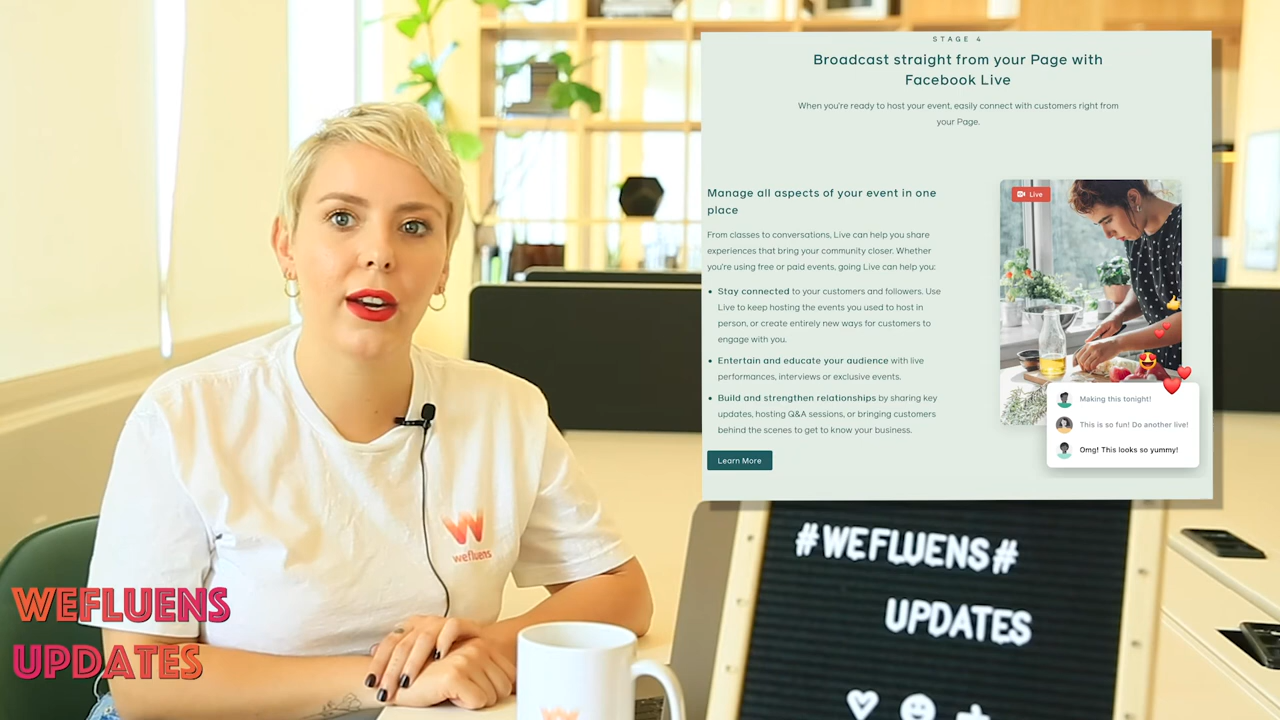 STAGE 4
Broadcast straight from your Page with
Facebook Live
When you're ready to host your event, easily connect with customers right from
your Page.
Manage all aspects of your event in one
place
From classes to conversations, Live can help you share
experiences that bring your community closer. Whether
you're using free or paid events, going Live can help you:
• Stay connected to your customers and followers. Use
Live to keep hosting the events you used to host in
person, or create entirely new ways for customers to
engage with you.
• Entertain and educate your audience with live
performances, interviews or exclusive events.
• Build and strengthen relationships by sharing key
updates, hosting Q&A sessions, or bringing customers
behind the scenes to get to know your business.
Learn More
Live
Making this tonight!
This is so fun! Do another live!
Omg! This looks so yummy!
wefluens
#WEFLUENS#
UPDATES
WEFLUENS
UPDATES